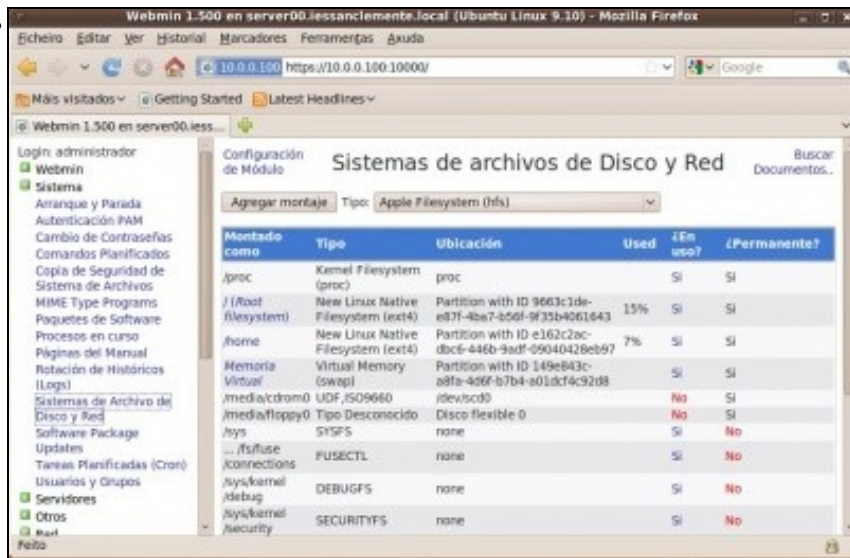 Webmin 1.500 en server00.iessanclemente.local (Ubuntu Linux 9.10) - Mozilla Firefox
Ficheiro Editar Ver Historial Marcadores Ferramentas Axuda
10.0.0.100 https://10.0.0.100:10000/
Google
Máis visitados Getting Started Latest Headlines
Webmin 1.500 en server00.iess...
Login: administrador
Webmin
Sistema
Arranque y Parada
Autenticación PAM
Cambio de Contraseñas
Comandos Planificados
Copia de Seguridad de
Sistema de Archivos
MIME Type Programs
Paquetes de Software
Procesos en curso
Páginas del Manual
Rotación de Históricos
(Logs)
Sistemas de Archivo de
Disco y Red
Software Package
Updates
Tareas Planificadas (Cron)
Usuarios y Grupos
Servidores
Otros
Red
Configuración
de Módulo
Sistemas de archivos de Disco y Red
Buscar
Documentos..
Agregar montaje Tipo: Apple Filesystem (hfs)
Montado como Tipo Ubicación Used ¿En uso? ¿Permanente?
/proc Kernel Filesystem (proc) proc Si Si
/ (Root filesystem) New Linux Native Filesystem (ext4) Partition with ID 9663c1de-e87f-4ba7-b56f-9f35b4061643 15% Si Si
/home New Linux Native Filesystem (ext4) Partition with ID e162c2ac-dbc6-446b-9adf-09040428eb97 7% Si Si
Memoria Virtual Virtual Memory (swap) Partition with ID 149e843c-a8fa-4d6f-b7b4-a01dcf4c92d8 Si Si
/media/cdrom0 UDF,ISO9660 /dev/scd0 No Si
/media/floppy0 Tipo Desconocido Disco flexible 0 No Si
/sys SYSFS none Si No
... /fs/fuse /connections FUSECTL none Si No
/sys/kernel /debug DEBUGFS none Si No
/sys/kernel /security SECURITYFS none Si No
Feito